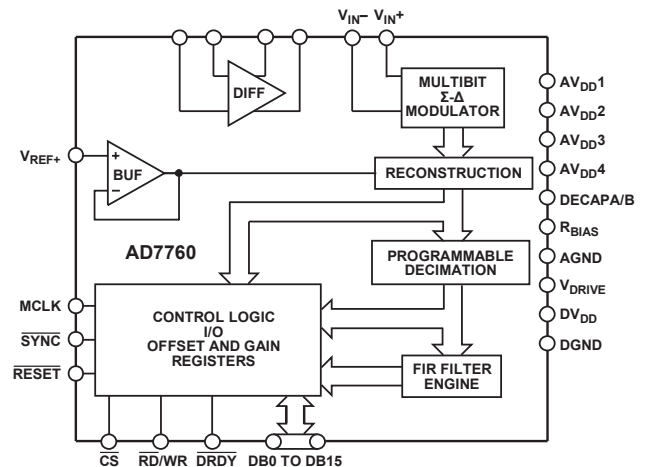 VIN– VIN+
DIFF
MULTIBIT
Σ-Δ
MODULATOR
AVDD1
AVDD2
AVDD3
AVDD4
DECAPA/B
RBIAS
AGND
VDRIVE
DVDD
DGND
VREF+
+
BUF
–
RECONSTRUCTION
AD7760
PROGRAMMABLE
DECIMATION
MCLK
SYNC
RESET
CONTROL LOGIC
I/O
OFFSET AND GAIN
REGISTERS
FIR FILTER
ENGINE
CS
RD/WR
DRDY
DB0 TO DB15